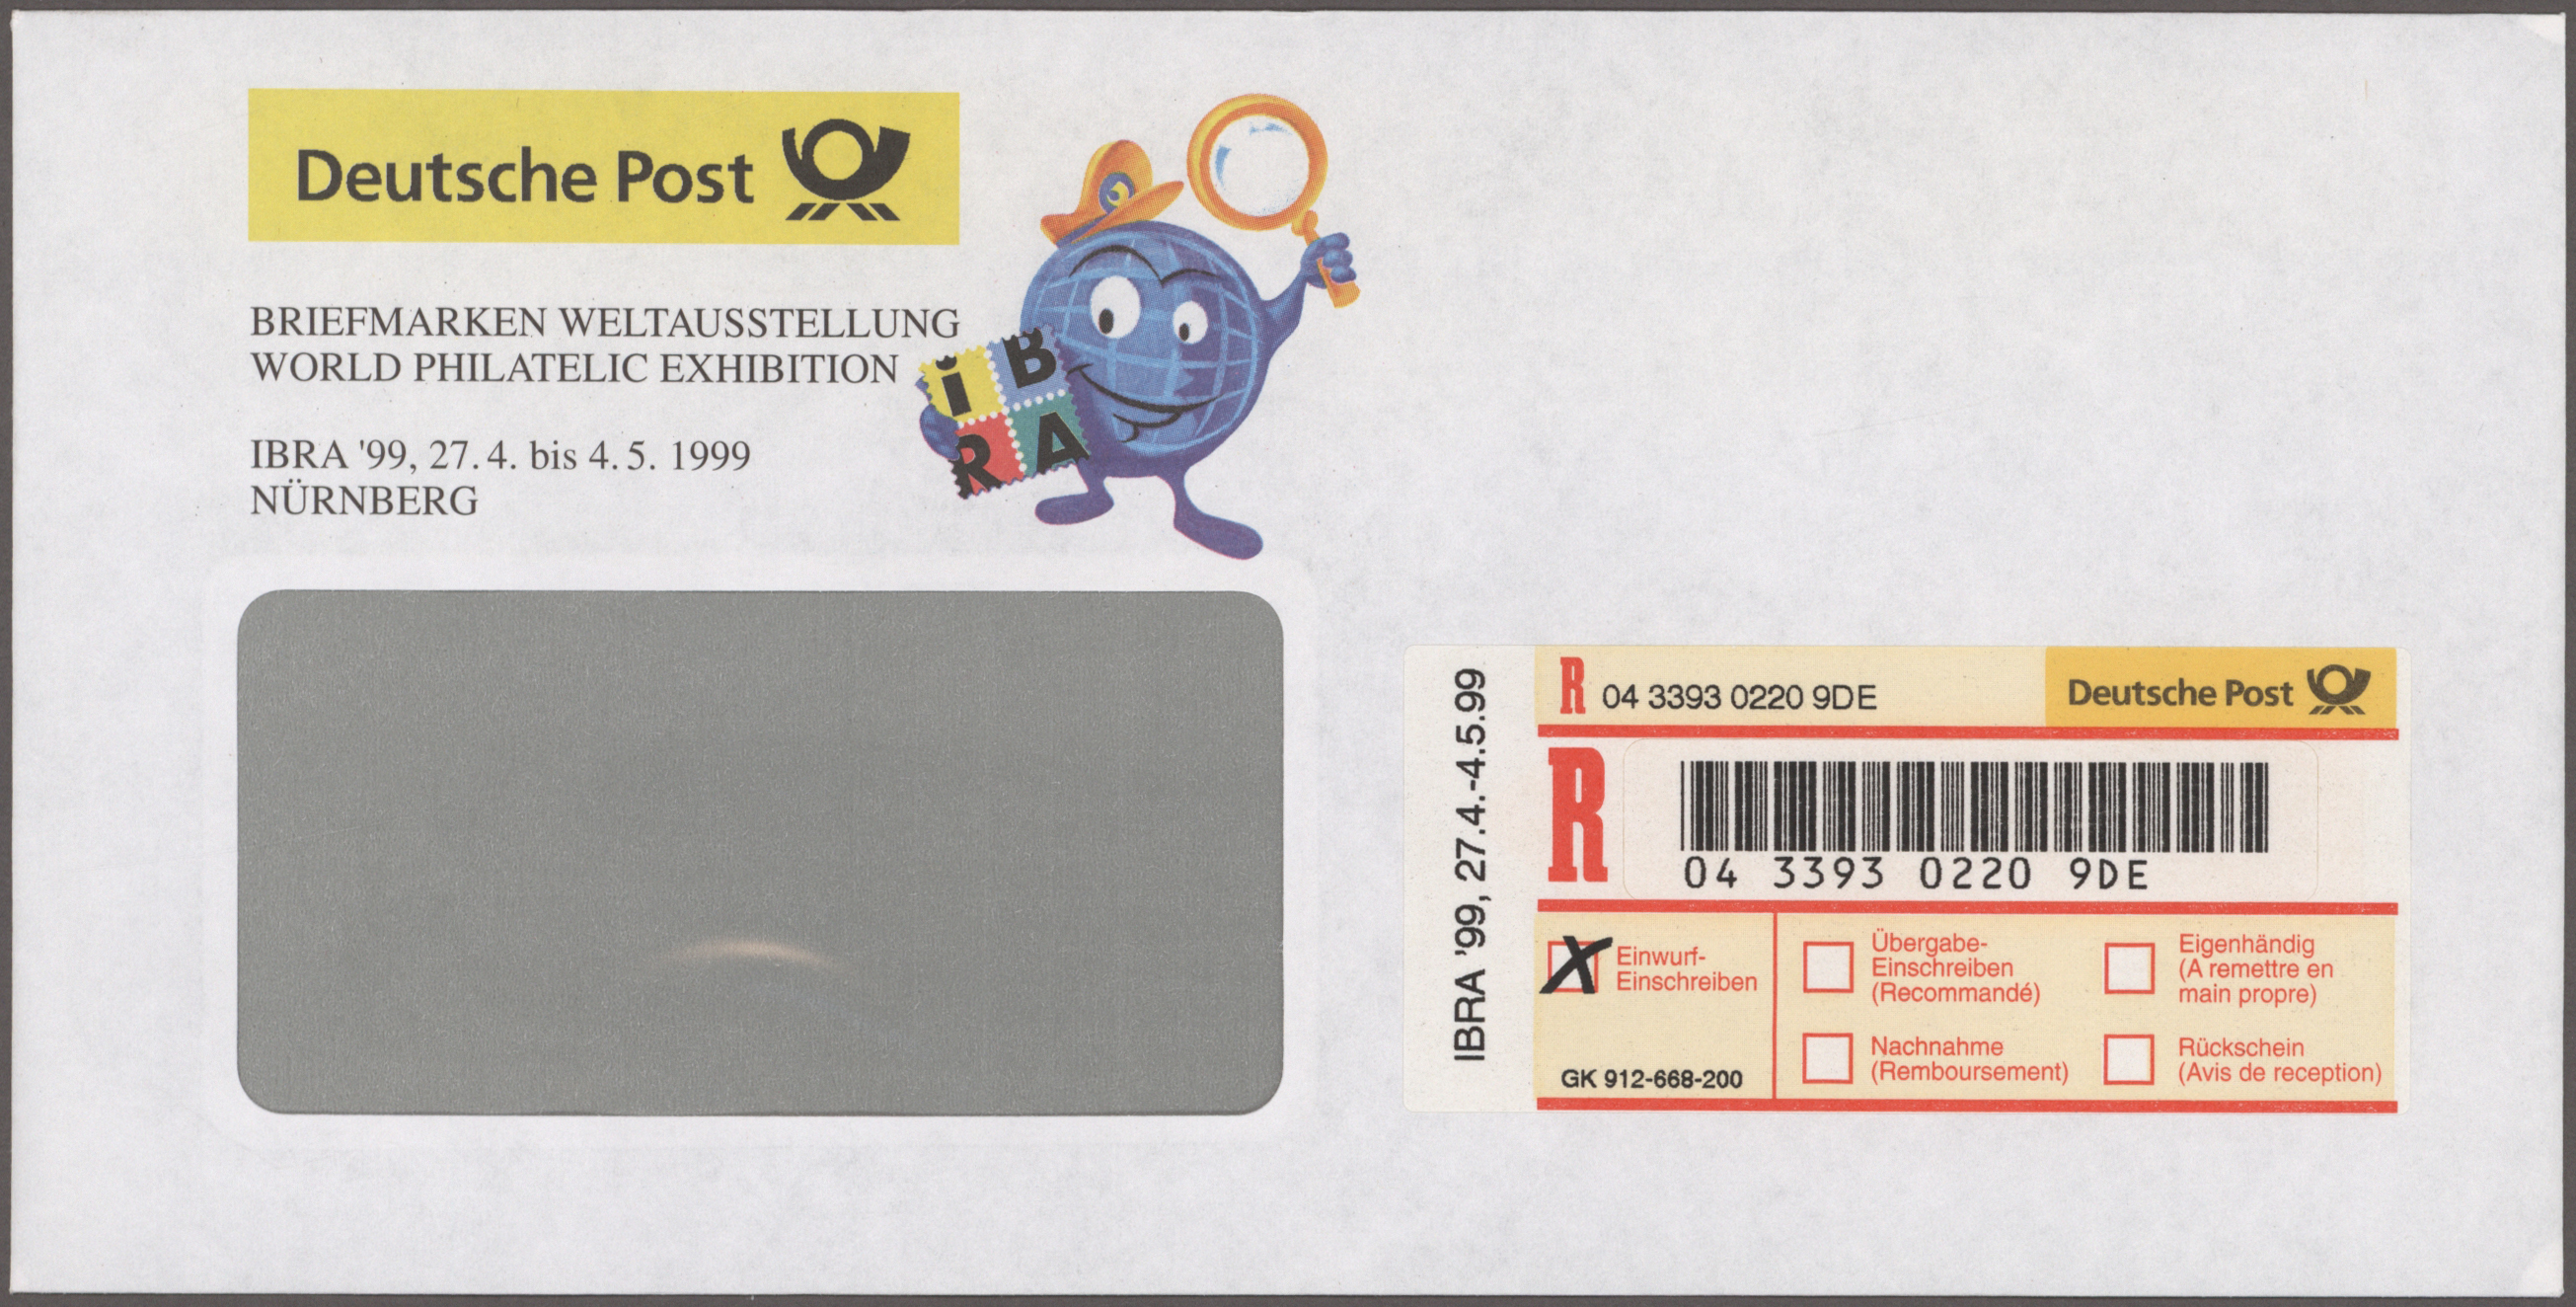 Deutsche Post
BRIEFMARKEN WELTAUSSTELLUNG
WORLD PHILATELIC EXHIBITION
IBRA '99, 27.4. bis 4.5. 1999
NÜRNBERG
i B
R A
IBRA '99, 27.4.-4.5.99
R 04 3393 0220 9DE
Deutsche Post
R
04 3393 0220 9DE
X
Einwurf-
Einschreiben
GK 912-668-200
Übergabe-
Einschreiben
(Recommandé)
Eigenhändig
(A remettre en
main propre)
Nachnahme
(Remboursement)
Rückschein
(Avis de reception)